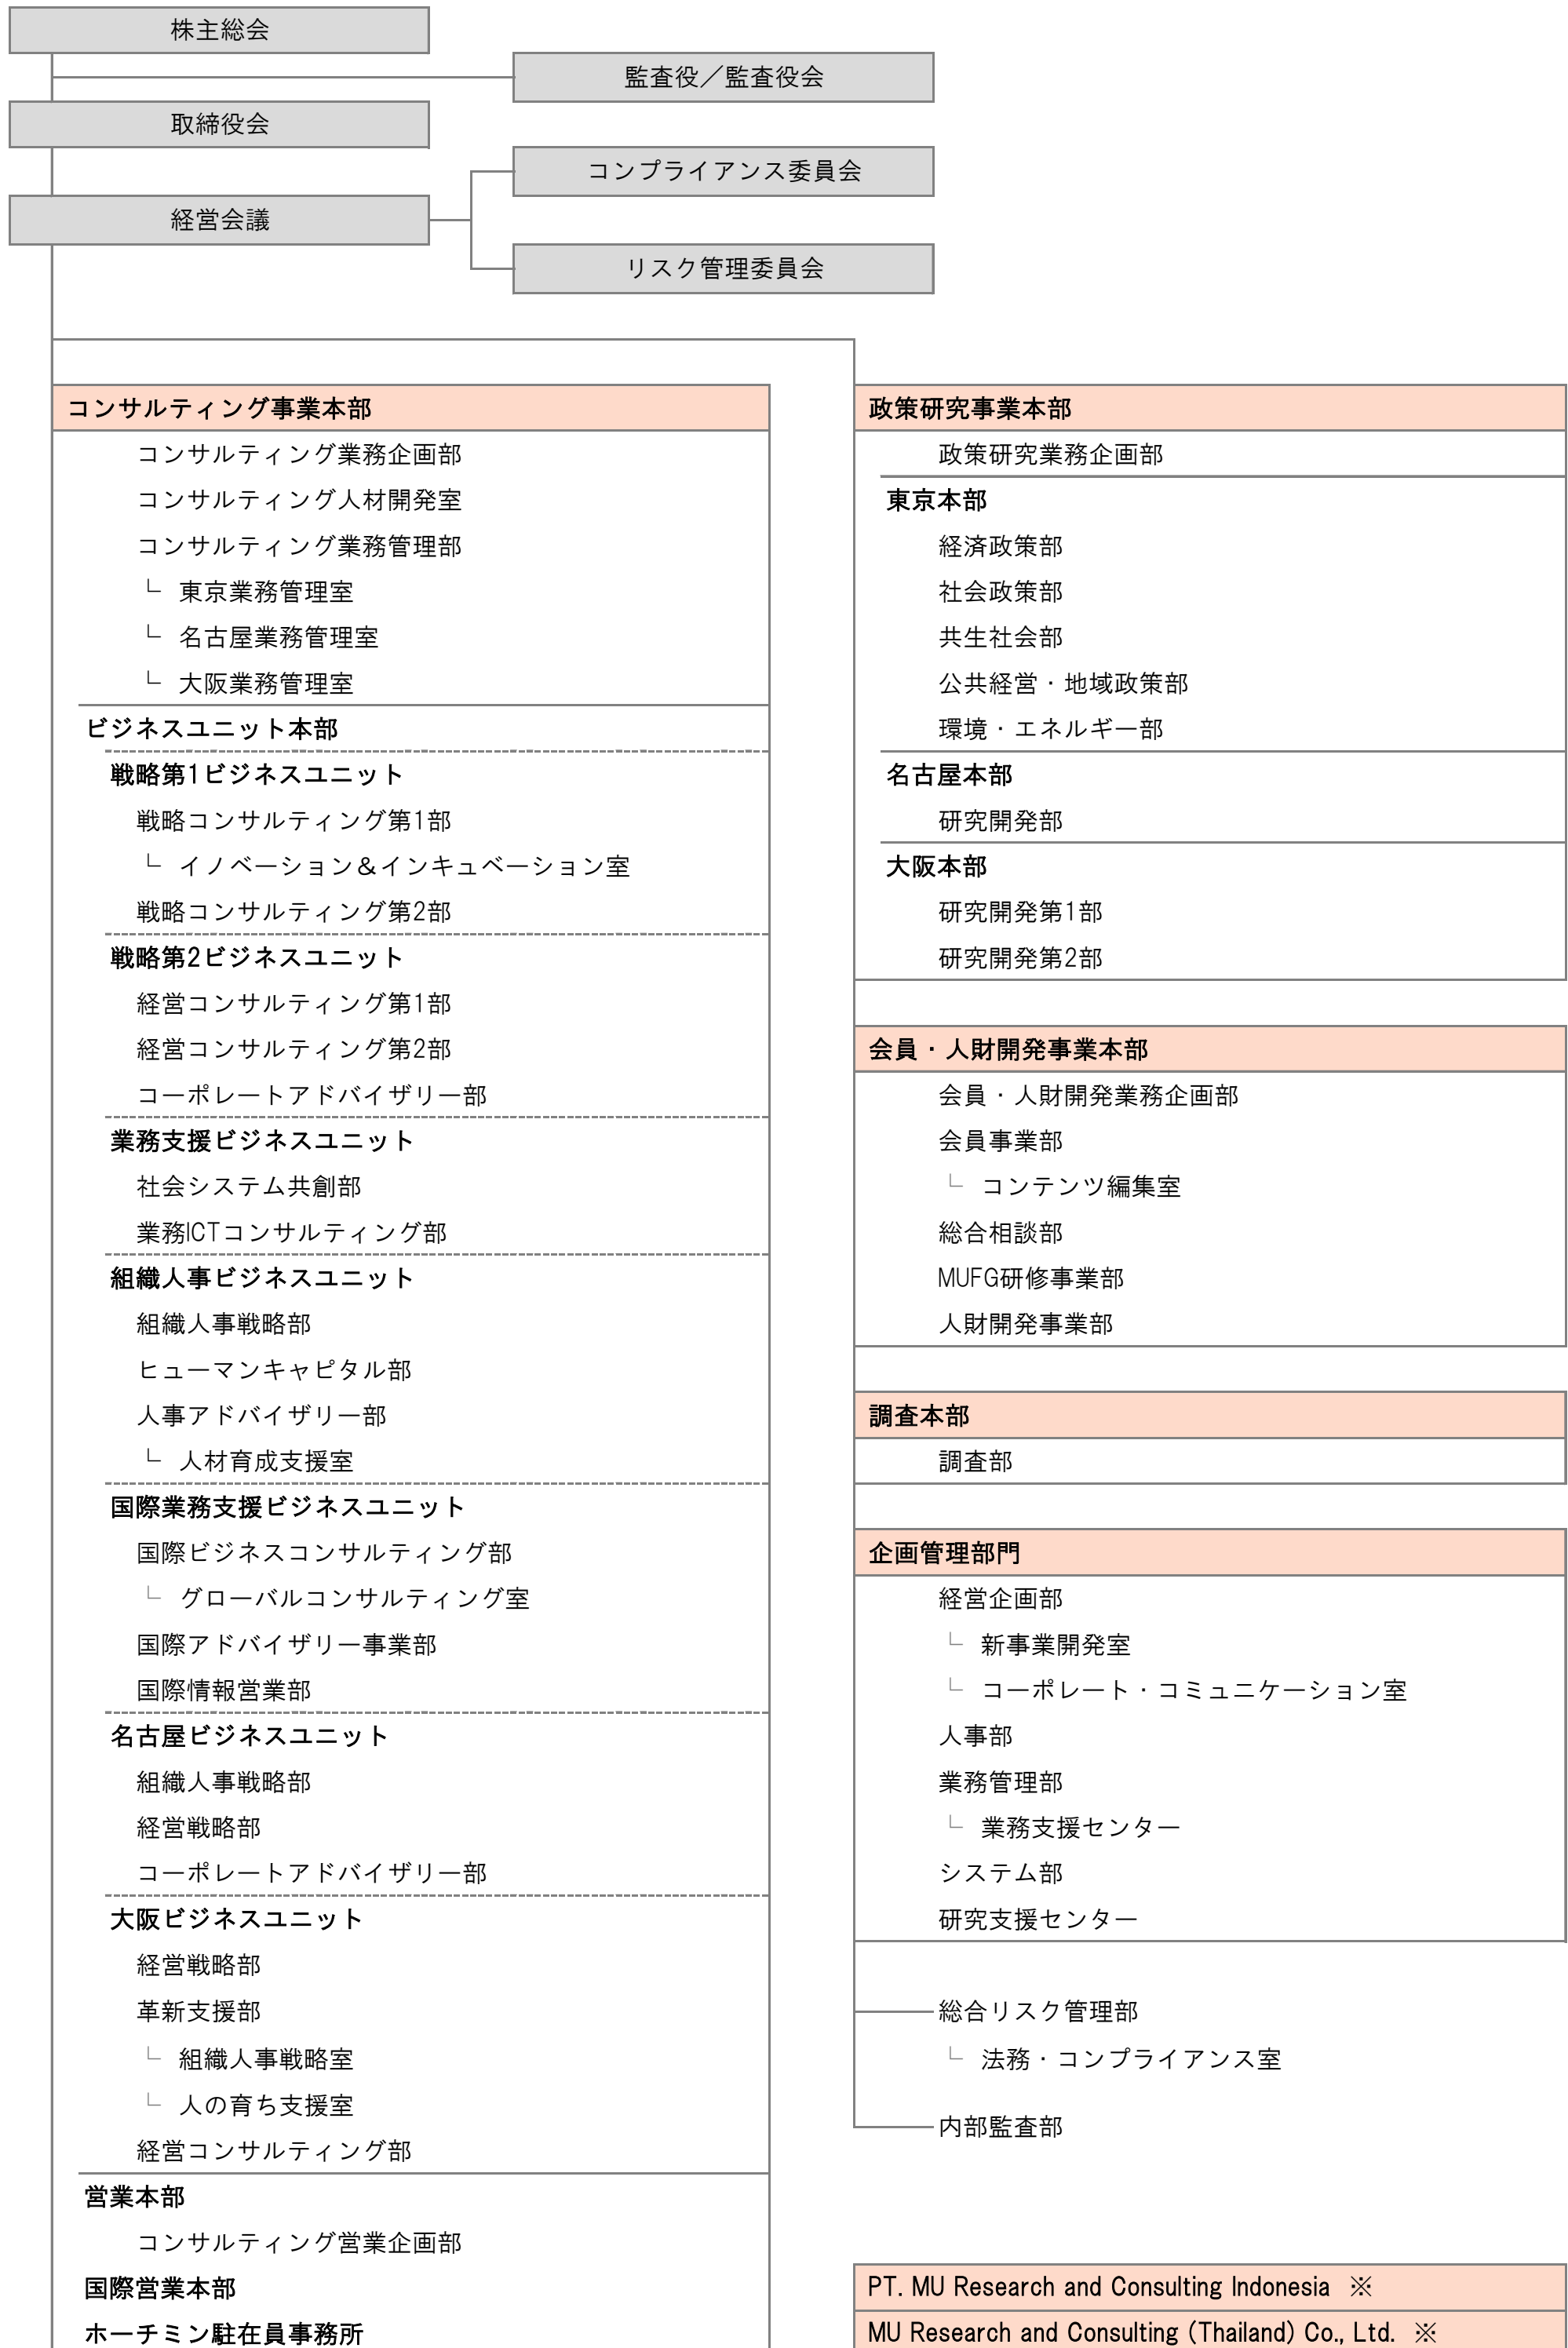 株主総会
監査役／監査役会
取締役会
コンプライアンス委員会
経営会議
リスク管理委員会
コンサルティング事業本部
コンサルティング業務企画部
コンサルティング人材開発室
コンサルティング業務管理部
└ 東京業務管理室
└ 名古屋業務管理室
└ 大阪業務管理室
ビジネスユニット本部
戦略第1ビジネスユニット
戦略コンサルティング第1部
└ イノベーション＆インキュベーション室
戦略コンサルティング第2部
戦略第2ビジネスユニット
経営コンサルティング第1部
経営コンサルティング第2部
コーポレートアドバイザリー部
業務支援ビジネスユニット
社会システム共創部
業務ICTコンサルティング部
組織人事ビジネスユニット
組織人事戦略部
ヒューマンキャピタル部
人事アドバイザリー部
└ 人材育成支援室
国際業務支援ビジネスユニット
国際ビジネスコンサルティング部
└ グローバルコンサルティング室
国際アドバイザリー事業部
国際情報営業部
名古屋ビジネスユニット
組織人事戦略部
経営戦略部
コーポレートアドバイザリー部
大阪ビジネスユニット
経営戦略部
革新支援部
└ 組織人事戦略室
└ 人の育ち支援室
経営コンサルティング部
営業本部
コンサルティング営業企画部
国際営業本部
ホーチミン駐在員事務所
政策研究事業本部
政策研究業務企画部
東京本部
経済政策部
社会政策部
共生社会部
公共経営・地域政策部
環境・エネルギー部
名古屋本部
研究開発部
大阪本部
研究開発第1部
研究開発第2部
会員・人財開発事業本部
会員・人財開発業務企画部
会員事業部
└ コンテンツ編集室
総合相談部
MUFG研修事業部
人財開発事業部
調査本部
調査部
企画管理部門
経営企画部
└ 新事業開発室
└ コーポレート・コミュニケーション室
人事部
業務管理部
└ 業務支援センター
システム部
研究支援センター
総合リスク管理部
└ 法務・コンプライアンス室
内部監査部
PT. MU Research and Consulting Indonesia ※
MU Research and Consulting (Thailand) Co., Ltd. ※